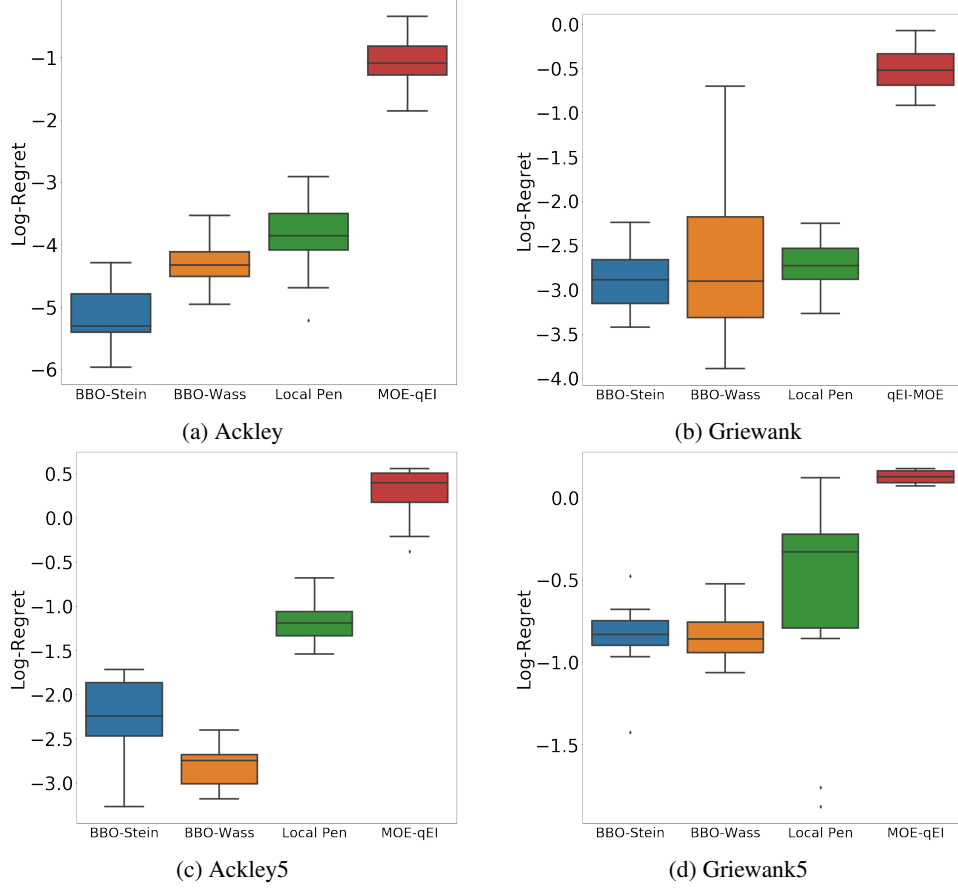 −1
−2
−3
−4
−5
−6
Log-Regret
BBO-Stein BBO-Wass Local Pen MOE-qEI
(a) Ackley
0.0
−0.5
−1.0
−1.5
−2.0
−2.5
−3.0
−3.5
−4.0
Log-Regret
BBO-Stein BBO-Wass Local Pen qEI-MOE
(b) Griewank
0.5
0.0
−0.5
−1.0
−1.5
−2.0
−2.5
−3.0
Log-Regret
BBO-Stein BBO-Wass Local Pen MOE-qEI
(c) Ackley5
0.0
−0.5
−1.0
−1.5
Log-Regret
BBO-Stein BBO-Wass Local Pen MOE-qEI
(d) Griewank5